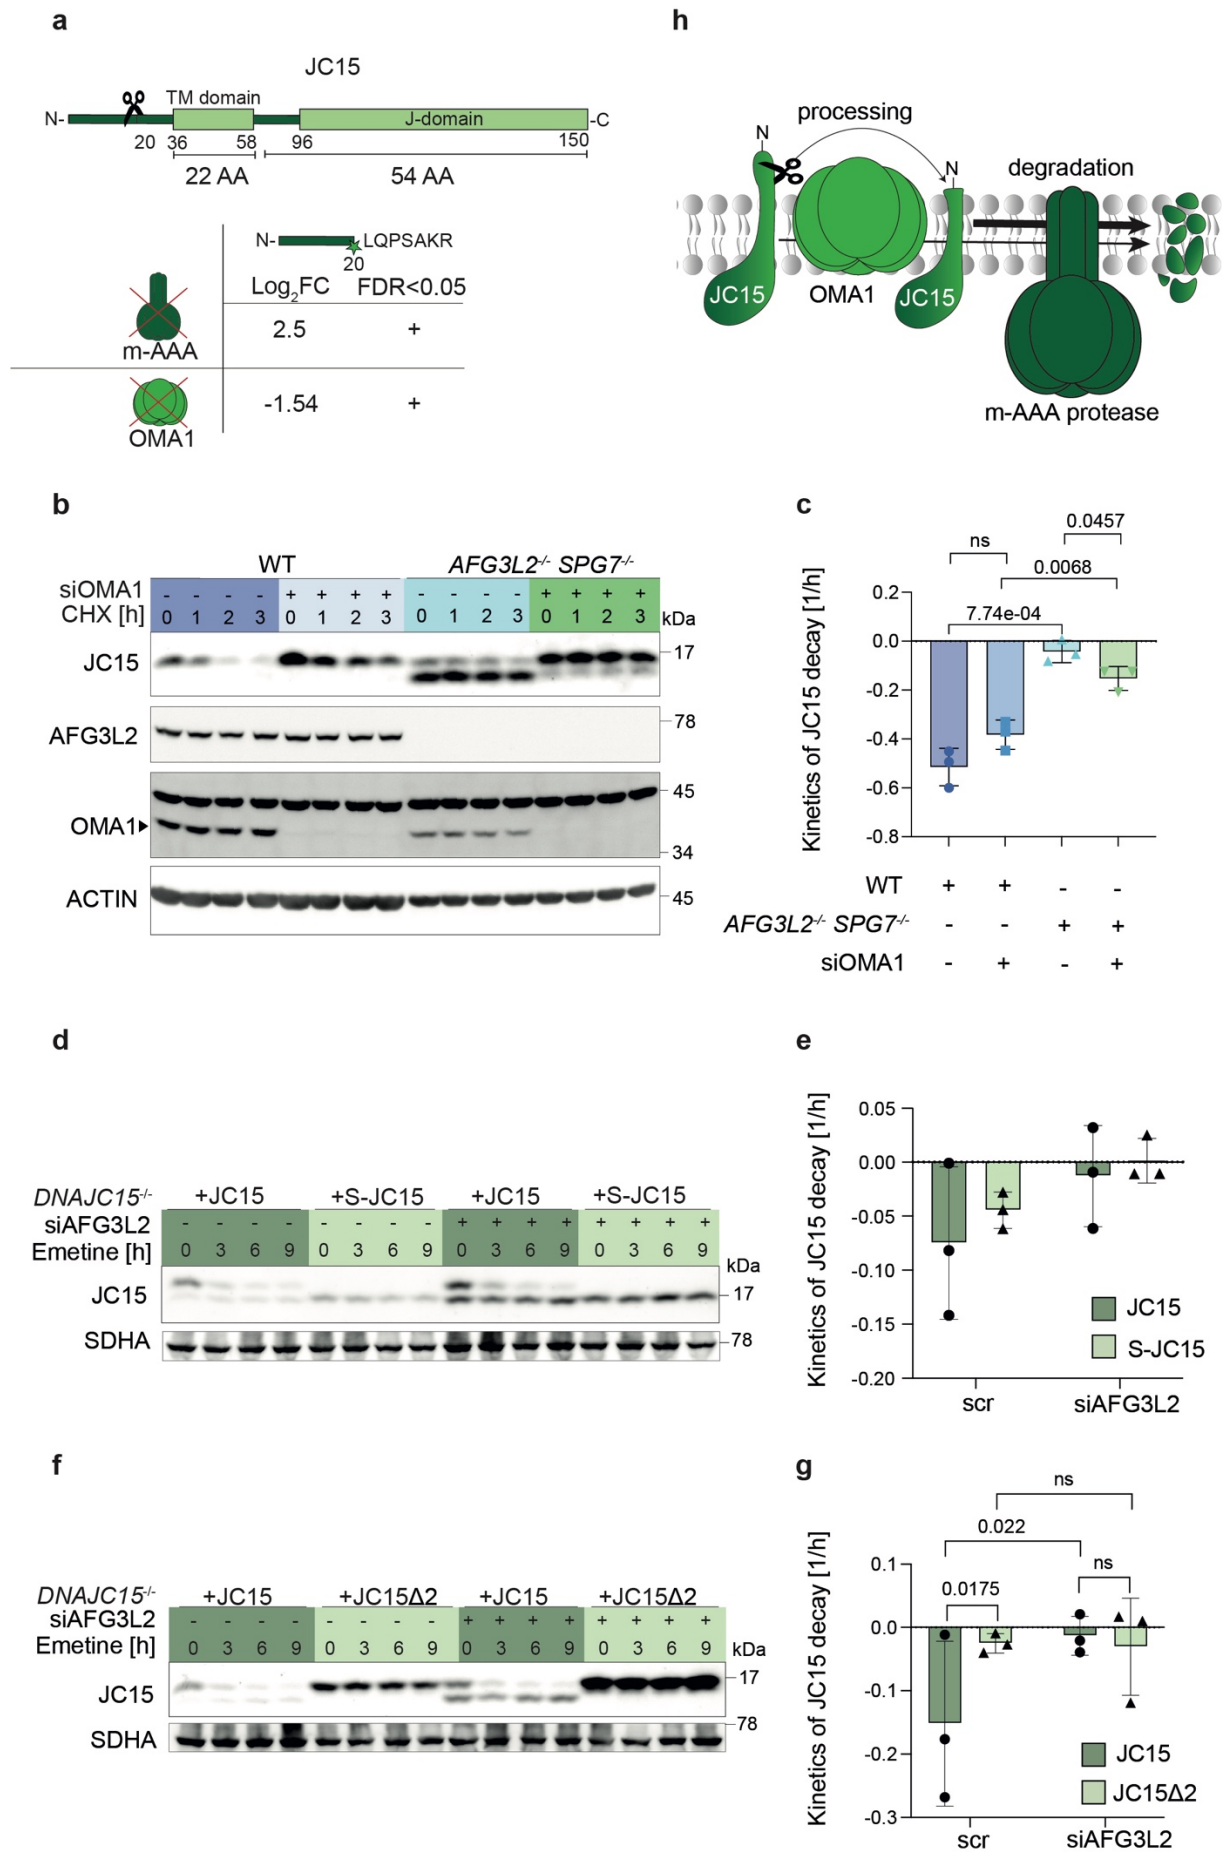 a
JC15
TM domain
N-
J-domain
-C
20 36 58 96 150
22 AA 54 AA
N- LQPSAKR
20
Log2FC FDR<0.05
m-AAA 2.5 +
OMA1 -1.54 +
h
processing
N
N
degradation
JC15
OMA1
JC15
m-AAA protease
b
WT AFG3L2-/- SPG7-/-
siOMA1 - - - - + + + + - - - - + + + +
CHX [h] 0 1 2 3 0 1 2 3 0 1 2 3 0 1 2 3 kDa
JC15 17
AFG3L2 78
45
OMA1
34
ACTIN 45
c
0.0457
ns
0.0068
7.74e-04
Kinetics of JC15 decay [1/h]
0.2
0.0
-0.2
-0.4
-0.6
-0.8
WT + + - -
AFG3L2-/- SPG7-/- - - + +
siOMA1 - + - +
d
DNAJC15-/- +JC15 +S-JC15 +JC15 +S-JC15
siAFG3L2 - - - - - - - - + + + + + + + +
Emetine [h] 0 3 6 9 0 3 6 9 0 3 6 9 0 3 6 9
kDa
JC15 17
SDHA 78
e
Kinetics of JC15 decay [1/h]
0.05
0.00
-0.05
-0.10
-0.15
-0.20
JC15
S-JC15
scr siAFG3L2
f
DNAJC15-/- +JC15 +JC15Δ2 +JC15 +JC15Δ2
siAFG3L2 - - - - - - - - + + + + + + + +
Emetine [h] 0 3 6 9 0 3 6 9 0 3 6 9 0 3 6 9 kDa
JC15 17
SDHA 78
g
ns
0.022
ns
0.0175
Kinetics of JC15 decay [1/h]
0.1
0.0
-0.1
-0.2
-0.3
JC15
JC15Δ2
scr siAFG3L2